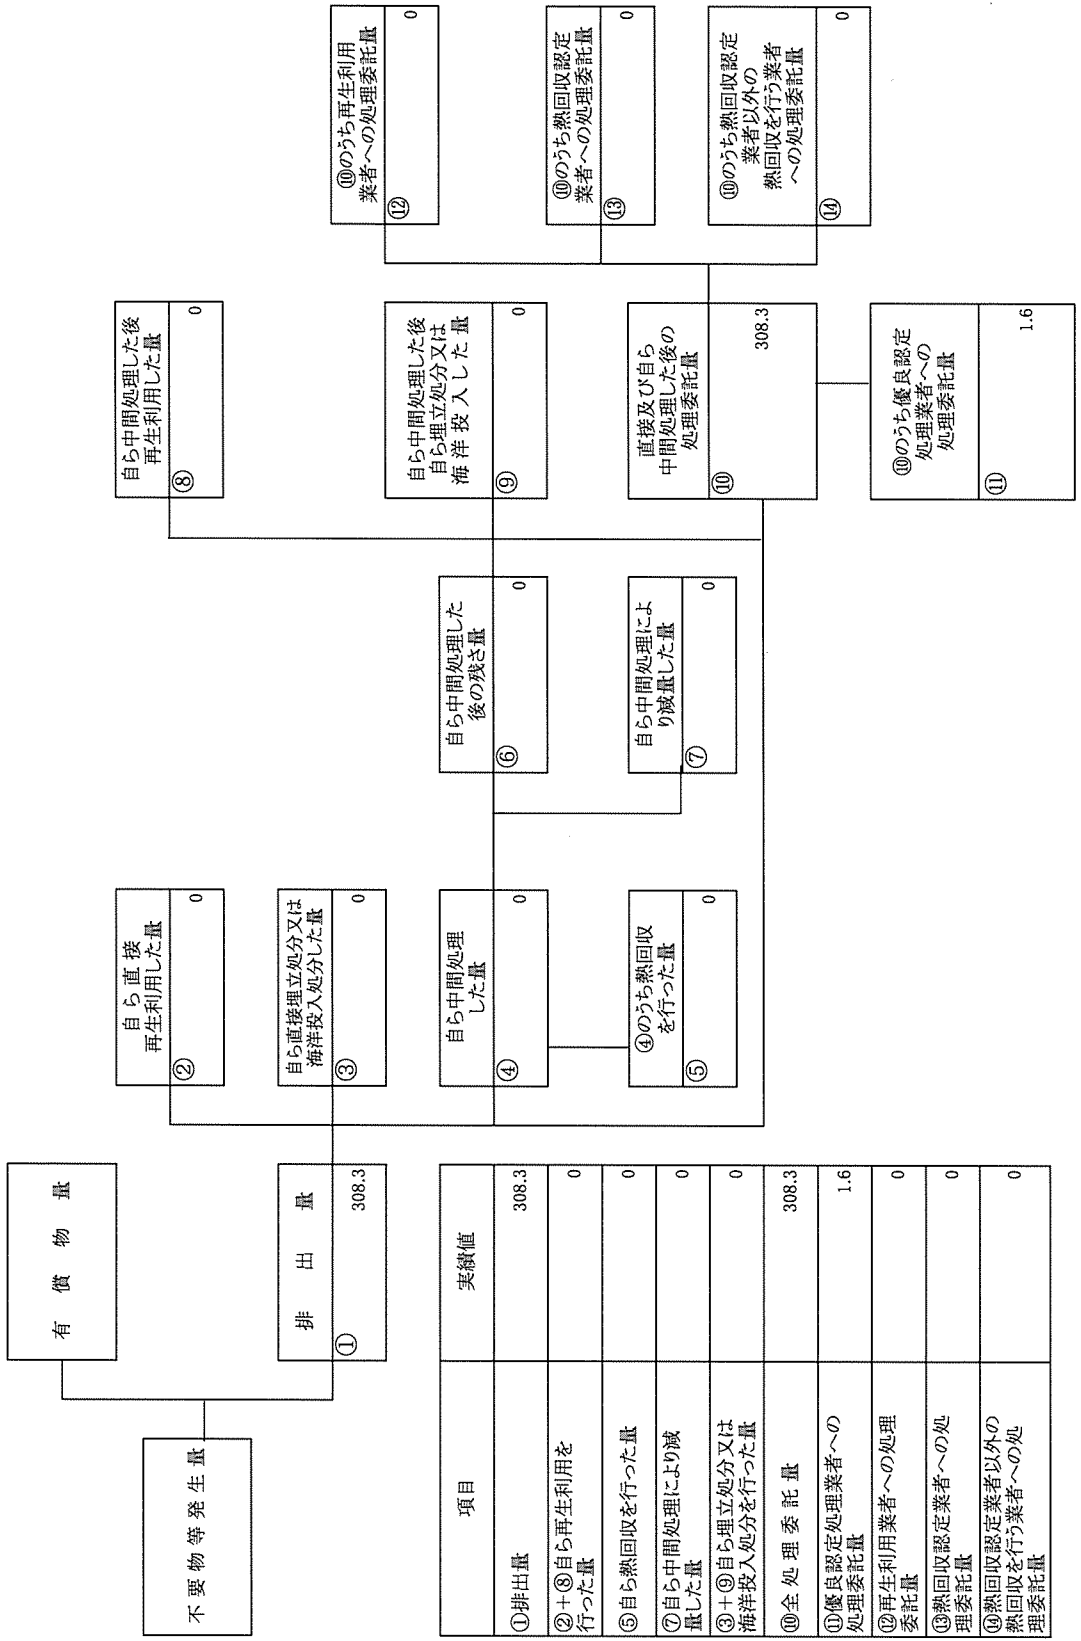 不要物等発生量
有償物量
排出量
① 308.3
自ら直接
再生利用した量
② 0
自ら直接埋立処分又は
海洋投入処分した量
③ 0
自ら中間処理
した量
④ 0
④のうち熱回収
を行った量
⑤ 0
自ら中間処理した
後の残さ量
⑥ 0
自ら中間処理によ
り減量した量
⑦ 0
自ら中間処理した後
再生利用した量
⑧ 0
自ら中間処理した後
自ら埋立処分又は
海洋投入した量
⑨ 0
直接及び自ら
中間処理した後の
処理委託量
⑩ 308.3
⑩のうち優良認定
処理業者への
処理委託量
⑪ 1.6
⑩のうち再生利用
業者への処理委託量
⑫ 0
⑩のうち熱回収認定
業者への処理委託量
⑬ 0
⑩のうち熱回収認定
業者以外の
熱回収を行う業者
への処理委託量
⑭ 0
項目 実績値
①排出量 308.3
②+⑧自ら再生利用を
行った量 0
⑤自ら熱回収を行った量 0
⑦自ら中間処理により減
量した量 0
③+⑨自ら埋立処分又は
海洋投入処分を行った量 0
⑩全処理委託量 308.3
⑪優良認定処理業者への
処理委託量 1.6
⑫再生利用業者への処理
委託量 0
⑬熱回収認定業者への処
理委託量 0
⑭熱回収認定業者以外の
熱回収を行う業者への処
理委託量 0